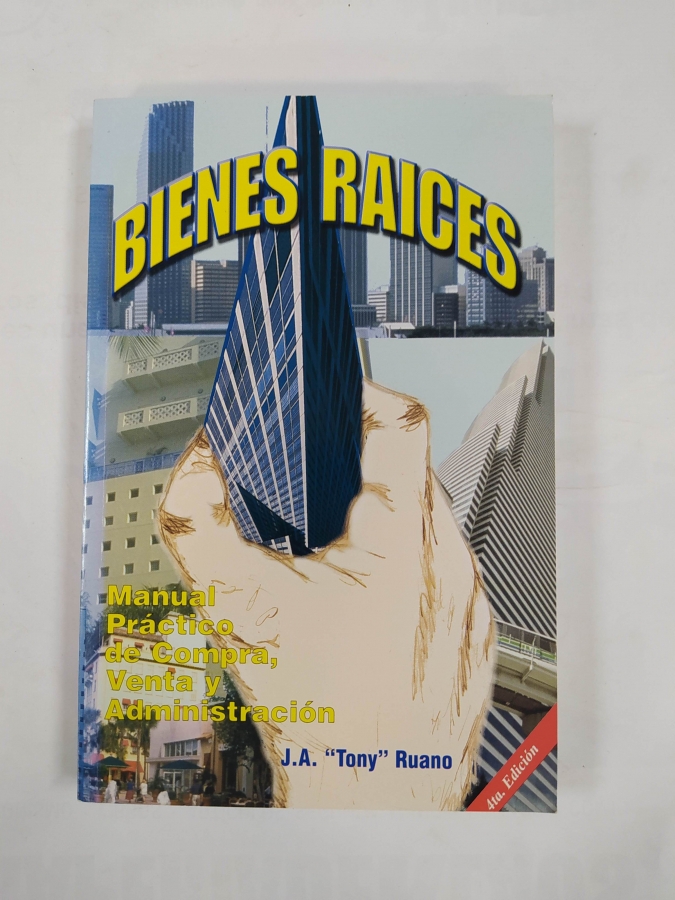 BIENES RAICES
Manual
Práctico
de Compra,
Venta y
Administración
J.A. “Tony” Ruano
4ta. Edición